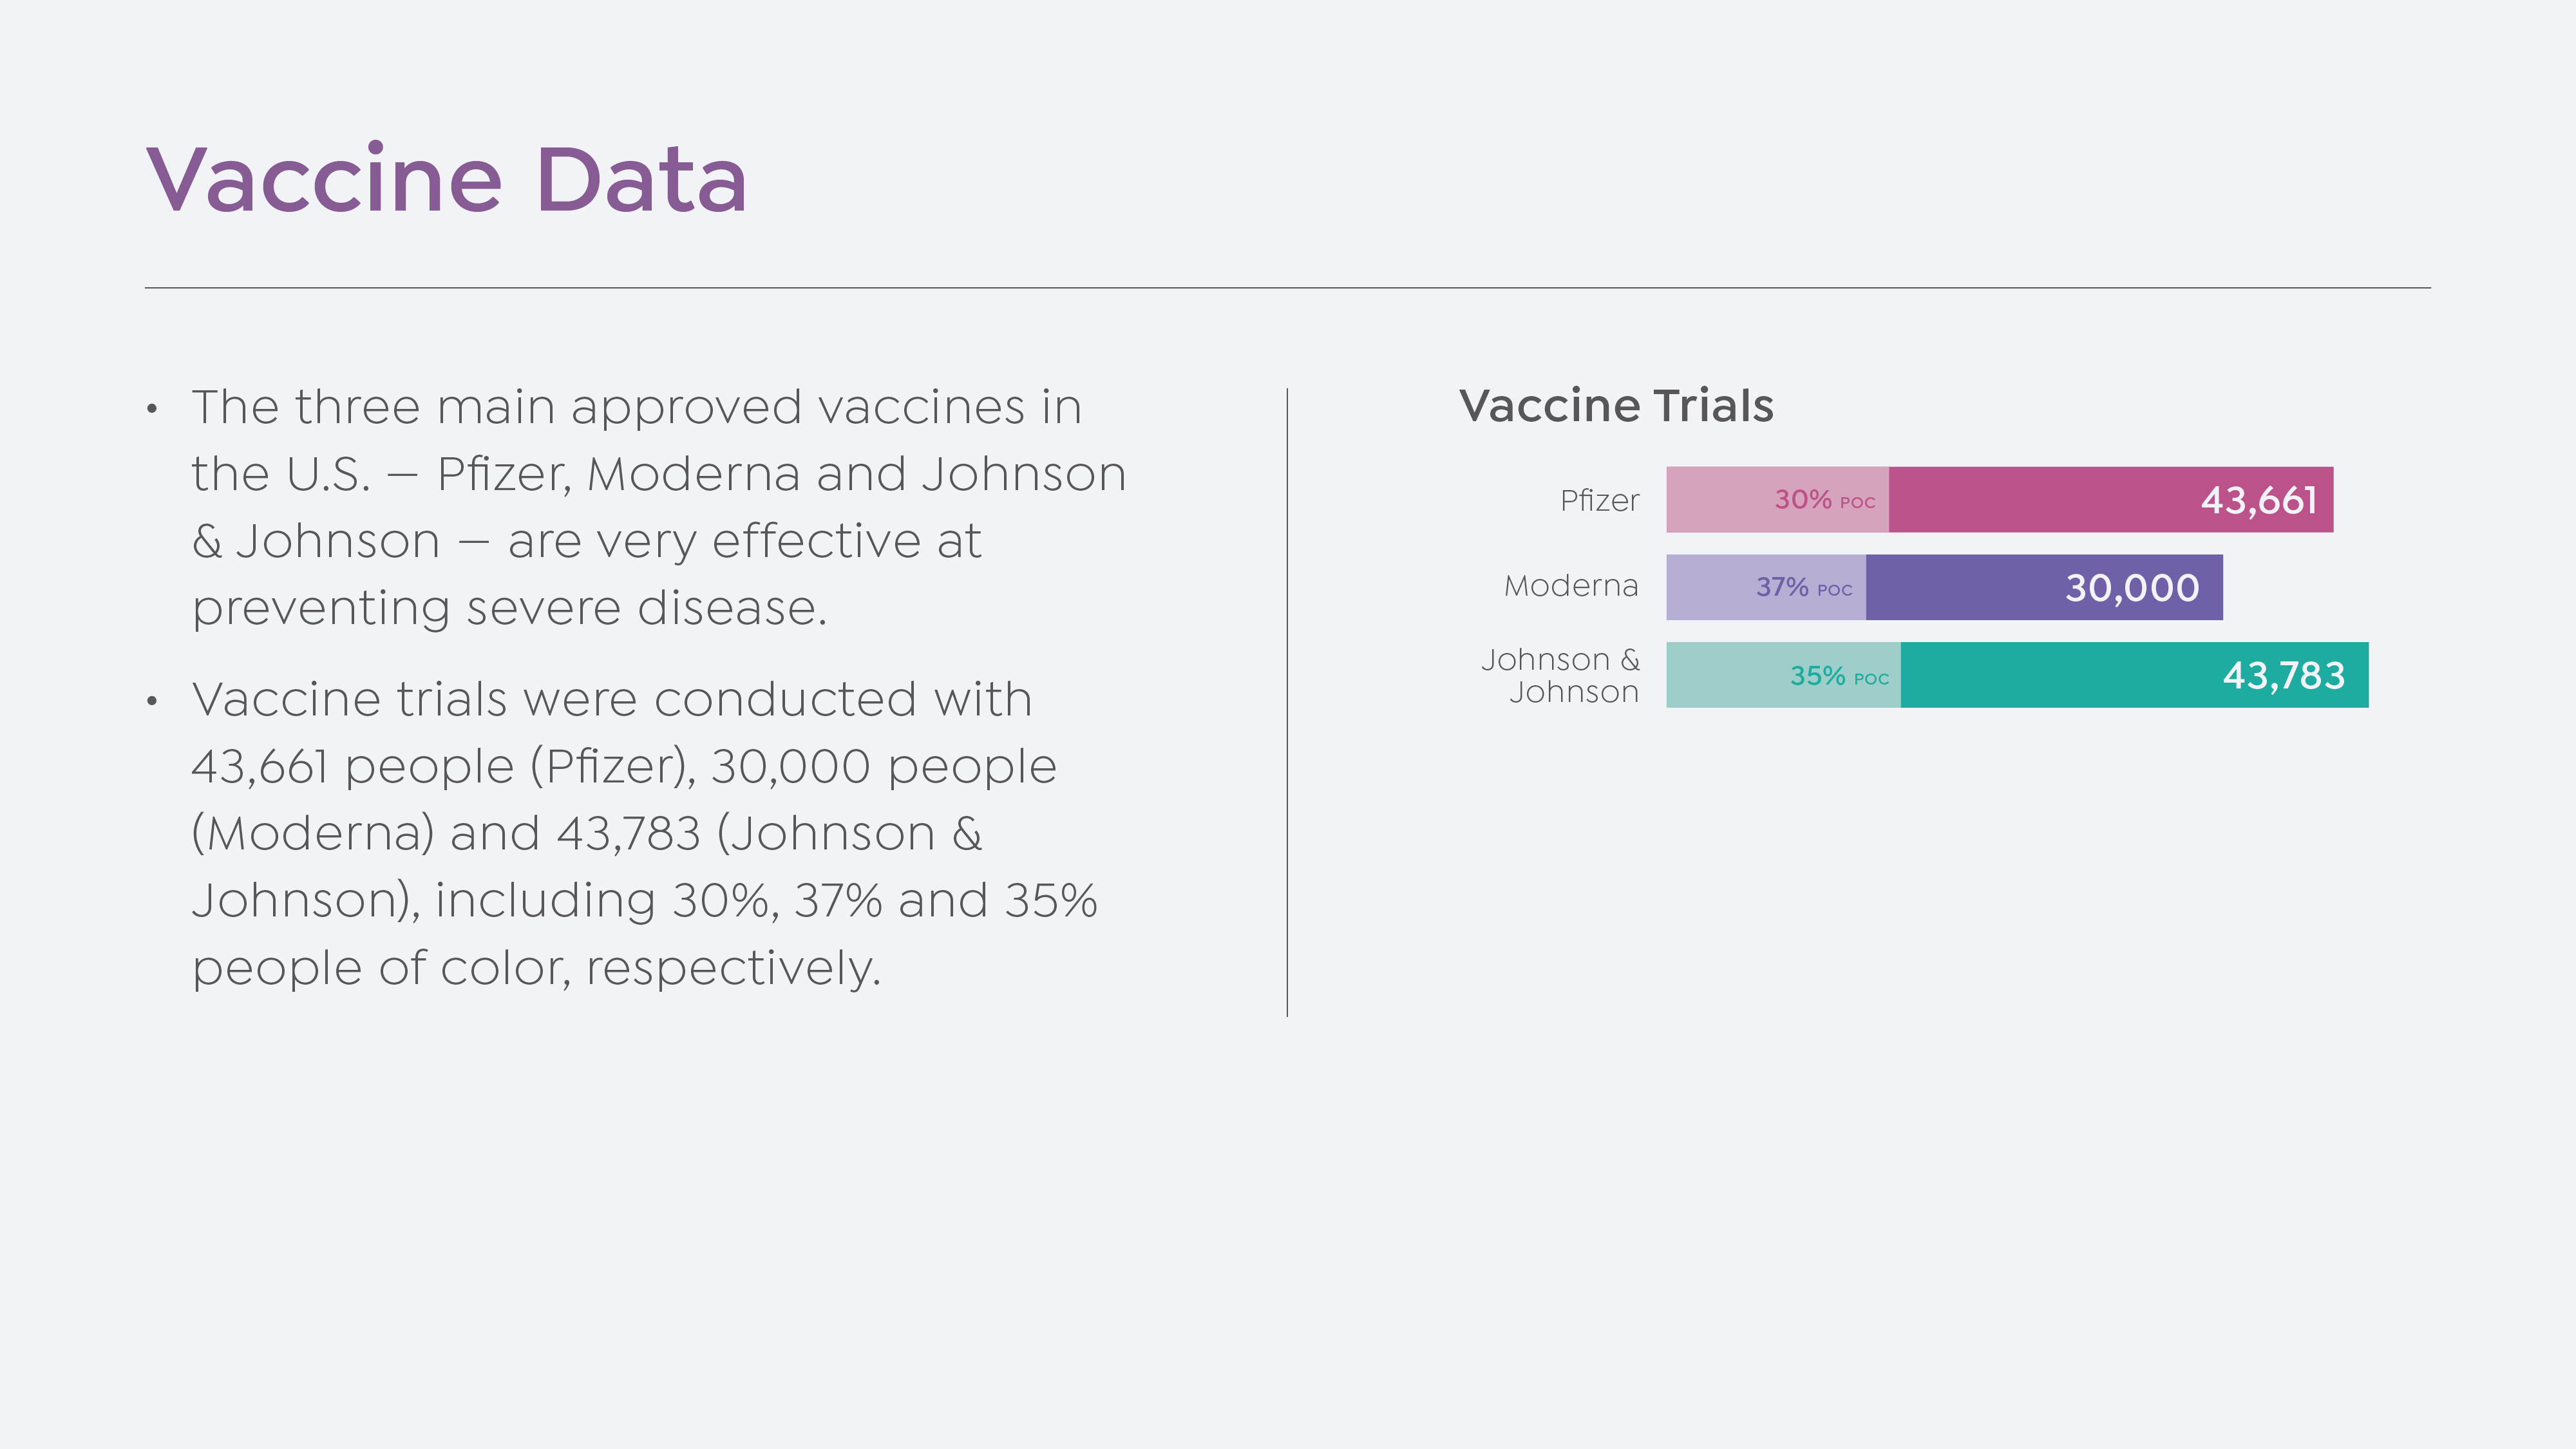 Vaccine Data
• The three main approved vaccines in
the U.S. — Pfizer, Moderna and Johnson
& Johnson — are very effective at
preventing severe disease.
• Vaccine trials were conducted with
43,661 people (Pfizer), 30,000 people
(Moderna) and 43,783 (Johnson &
Johnson), including 30%, 37% and 35%
people of color, respectively.
Vaccine Trials
Pfizer 30% POC 43,661
Moderna 37% POC 30,000
Johnson &
Johnson 35% POC 43,783